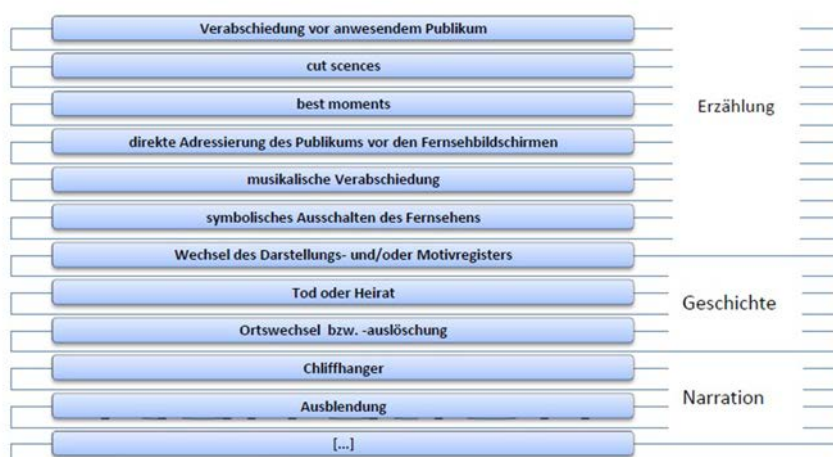 Verabschiedung vor anwesendem Publikum
cut scences
best moments
Erzählung
direkte Adressierung des Publikums vor den Fernsehbildschirmen
musikalische Verabschiedung
symbolisches Ausschalten des Fernsehens
Wechsel des Darstellungs- und/oder Motivregisters
Tod oder Heirat
Geschichte
Ortswechsel bzw. -auslöschung
Chliffhanger
Narration
Ausblendung
[...]